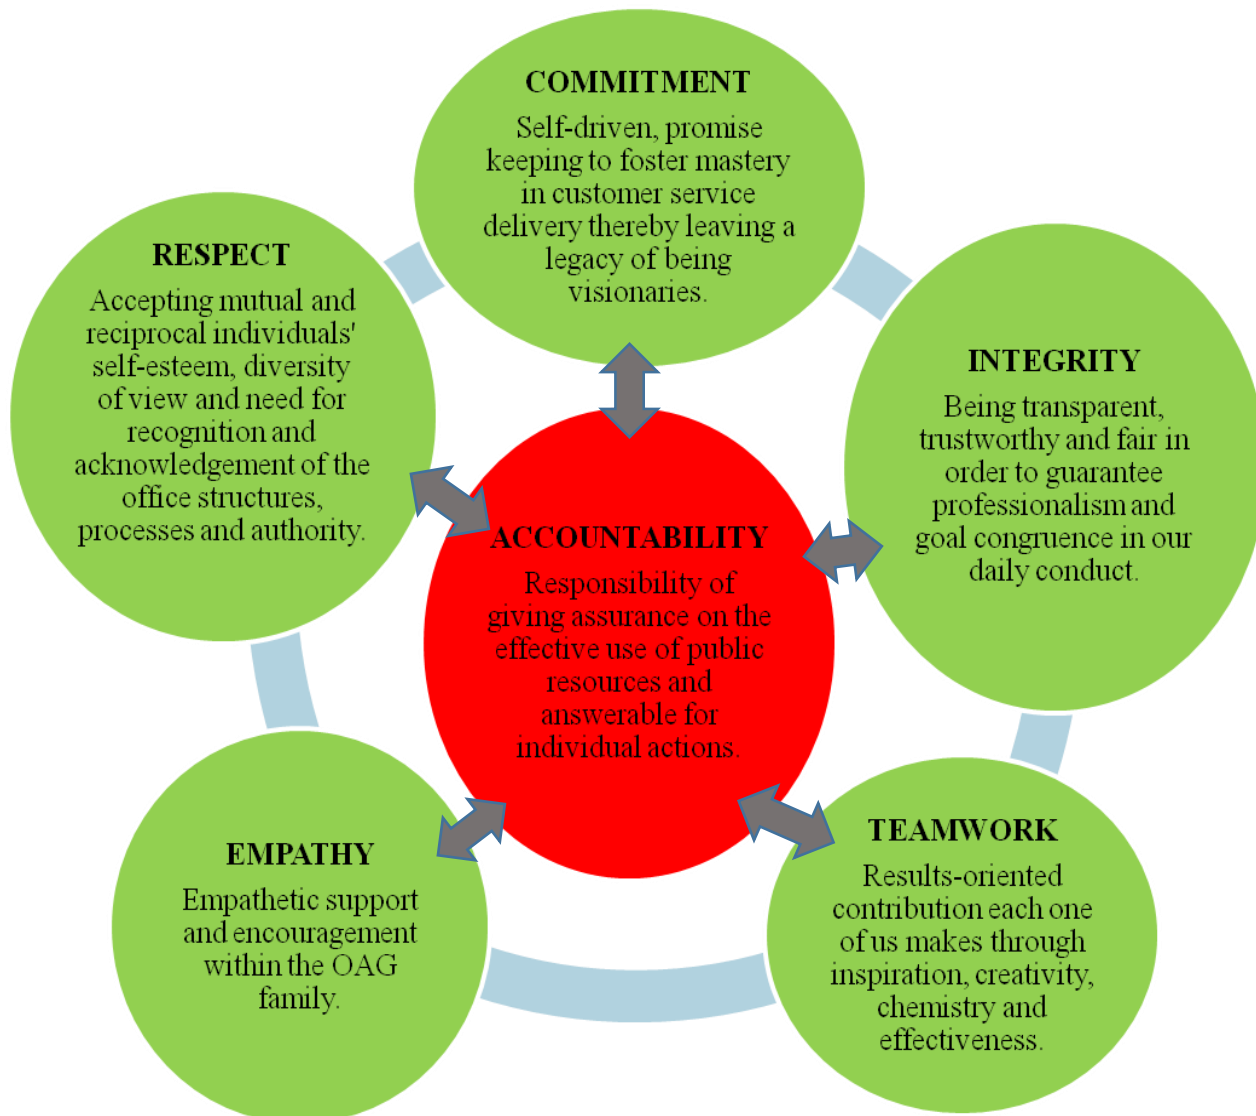 COMMITMENT
Self-driven, promise
keeping to foster mastery
in customer service
delivery thereby leaving a
legacy of being
visionaries.
RESPECT
Accepting mutual and
reciprocal individuals'
self-esteem, diversity
of view and need for
recognition and
acknowledgement of the
office structures,
processes and authority.
INTEGRITY
Being transparent,
trustworthy and fair in
order to guarantee
professionalism and
goal congruence in our
daily conduct.
ACCOUNTABILITY
Responsibility of
giving assurance on the
effective use of public
resources and
answerable for
individual actions.
EMPATHY
Empathetic support
and encouragement
within the OAG
family.
TEAMWORK
Results-oriented
contribution each one
of us makes through
inspiration, creativity,
chemistry and
effectiveness.